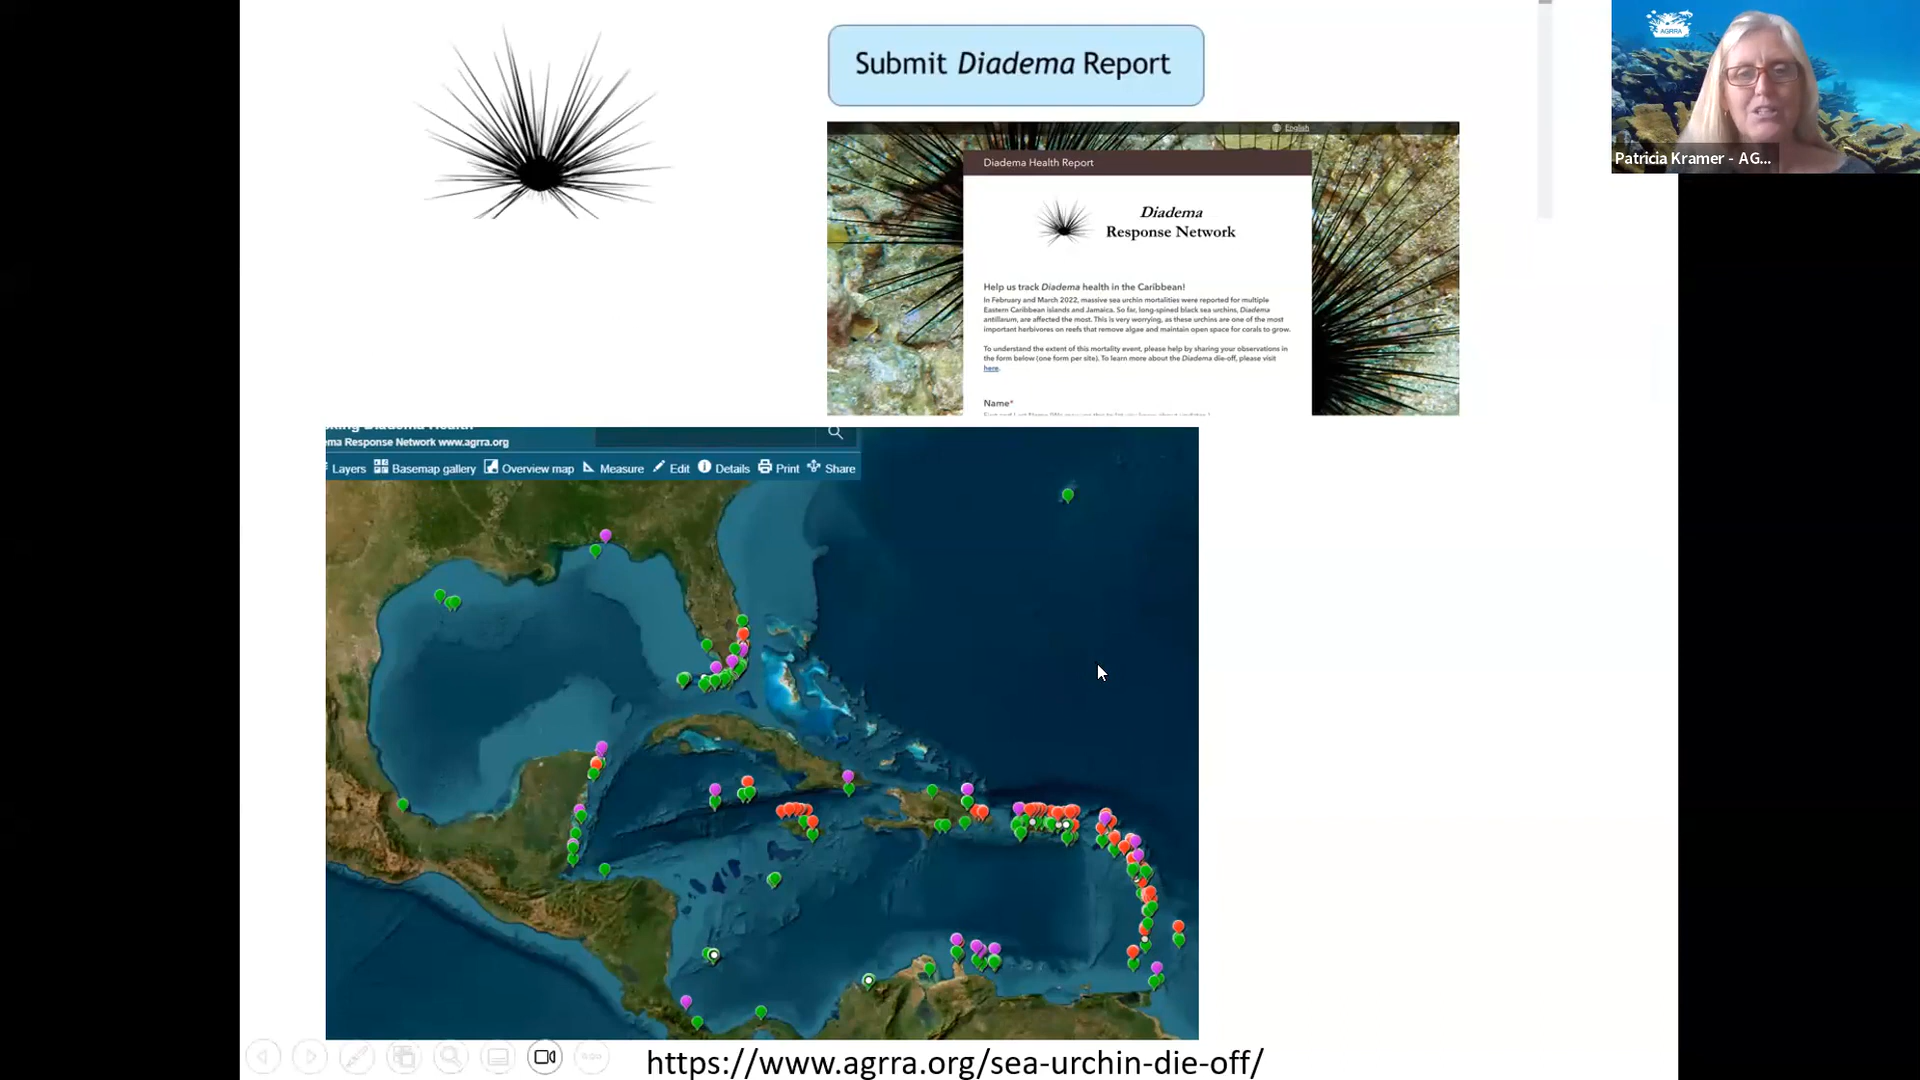 Submit Diadema Report
AGRRA
Patricia Kramer - AG...
English
Diadema Health Report
Diadema
Response Network
Help us track Diadema health in the Caribbean!
In February and March 2022, massive sea urchin mortalities were reported for multiple
Eastern Caribbean islands and Jamaica. So far, long-spined black sea urchins, Diadema
antillarum, are affected the most. This is very worrying, as these urchins are one of the most
important herbivores on reefs that remove algae and maintain open space for corals to grow.
To understand the extent of this mortality event, please help by sharing your observations in
the form below (one form per site). To learn more about the Diadema die-off, please visit
here.
Name*
Diadema Health
ema Response Network www.agrra.org
Layers Basemap gallery Overview map Measure Edit Details Print Share
https://www.agrra.org/sea-urchin-die-off/